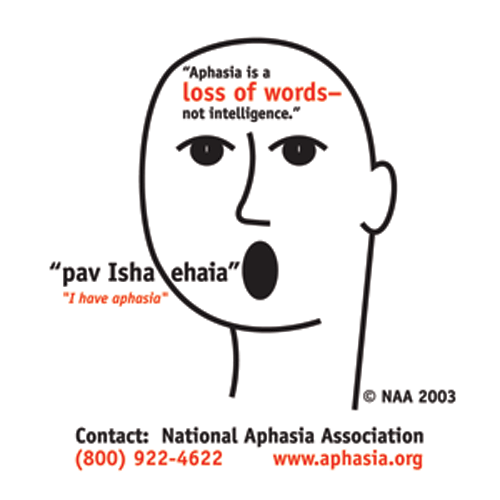 “Aphasia is a
loss of words–
not intelligence.”
“pav Isha ehaia”
"I have aphasia"
© NAA 2003
Contact: National Aphasia Association
(800) 922-4622 www.aphasia.org